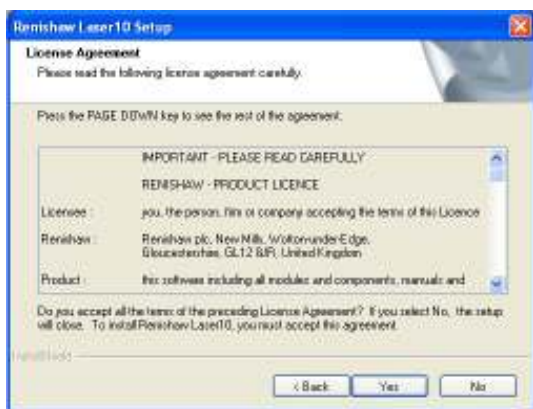 Renishaw Laser10 Setup
License Agreement
Please read the following license agreement carefully.
Press the PAGE DOWN key to see the rest of the agreement.
IMPORTANT - PLEASE READ CAREFULLY
RENISHAW - PRODUCT LICENCE
Licensee : you, the person, firm or company accepting the terms of this Licence
Renishaw : Renishaw plc, New Mills, Wotton-under-Edge,
Gloucestershire, GL12 8JR, United Kingdom
Product : this software including all modules and components, manuals and
Do you accept all the terms of the preceding License Agreement? If you select No, the setup
will close. To install Renishaw Laser10, you must accept this agreement.
InstallShield
< Back Yes No